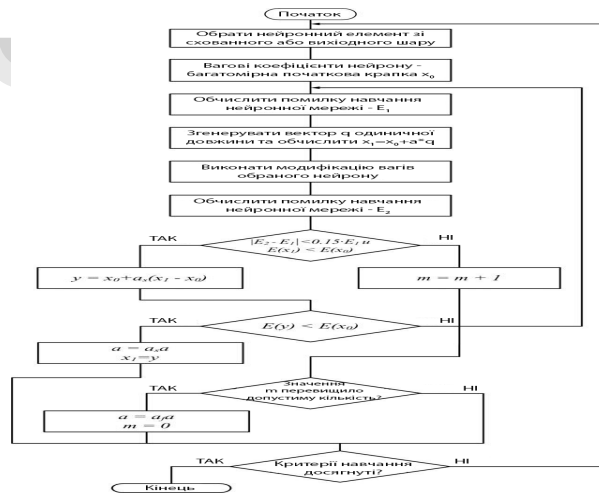 Початок
Обрати нейронний елемент зі
схованного або вихіодного шару
Вагові коефіцієнти нейрону -
багатомірна початкова крапка x₀
Обчислити помилку навчання
нейронної мережі - E₁
Згенерувати вектор q одиничної
довжини та обчислити x₁=x₀+a*q
Виконати модифікацію вагів
обраного нейрону
Обчислити помилку навчання
нейронної мережі - E₂
ТАК
|E₂ - E₁|<0.15·E₁ и
E(x₁) < E(x₀)
НІ
y = x₀+aₛ(x₁ - x₀)
m = m + 1
ТАК
E(y) < E(x₀)
НІ
a = aₛa
x₁=y
ТАК
Значення
m перевищило
допустиму кількість?
НІ
a = a a
m = 0
ТАК
Критерії навчання
досягнуті?
НІ
Кінець